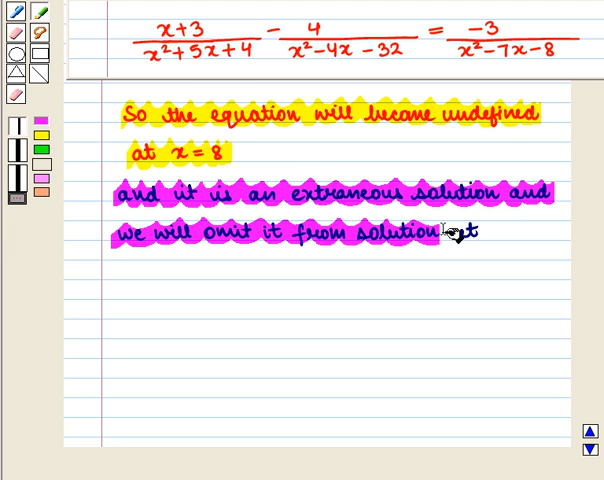 x+3 / x²+5x+4 - 4 / x²-4x-32 = -3 / x²-7x-8
So the equation will become undefined
at x = 8
and it is an extraneous solution and
we will omit it from solution